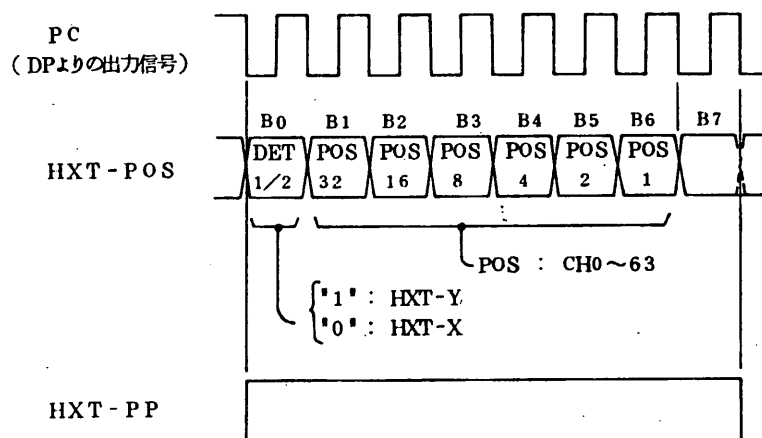 PC
(DPよりの出力信号)
B0 B1 B2 B3 B4 B5 B6 B7
HXT-POS
DET POS POS POS POS POS POS
1/2 32 16 8 4 2 1
POS : CH0~63
"1" : HXT-Y
"0" : HXT-X
HXT-PP